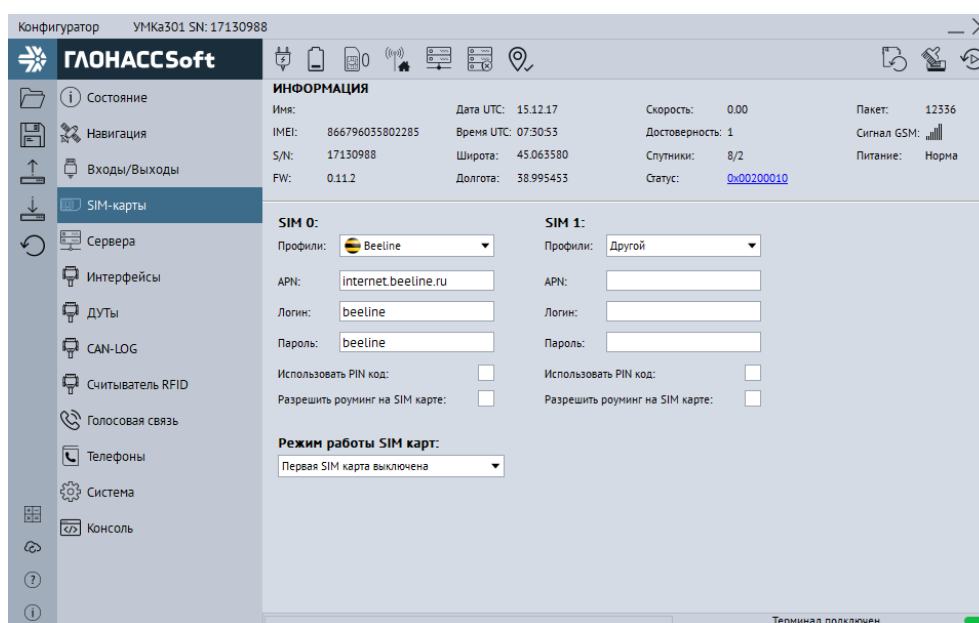 Конфигуратор УМКа301 SN: 17130988
ГЛОНАССSoft
0
ИНФОРМАЦИЯ
Имя: Дата UTC: 15.12.17 Скорость: 0.00 Пакет: 12336
IMEI: 866796035802285 Время UTC: 07:30:53 Достоверность: 1 Сигнал GSM:
S/N: 17130988 Широта: 45.063580 Спутники: 8/2 Питание: Норма
FW: 0.11.2 Долгота: 38.995453 Статус: 0x00200010
Состояние
Навигация
Входы/Выходы
SIM-карты
Сервера
Интерфейсы
ДУТы
CAN-LOG
Считыватель RFID
Голосовая связь
Телефоны
Система
Консоль
SIM 0:
Профили: Beeline
APN: internet.beeline.ru
Логин: beeline
Пароль: beeline
Использовать PIN код:
Разрешить роуминг на SIM карте:
SIM 1:
Профили: Другой
APN:
Логин:
Пароль:
Использовать PIN код:
Разрешить роуминг на SIM карте:
Режим работы SIM карт:
Первая SIM карта выключена
Терминал подключен